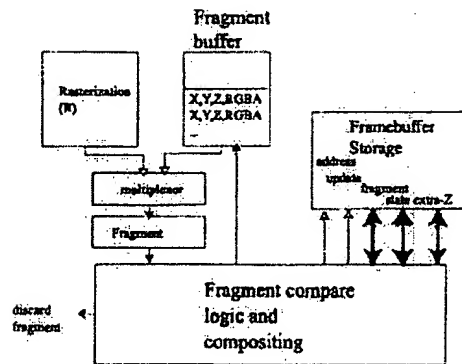 Fragment
buffer
Rasterization
(R)
X,Y,Z,RGBA
X,Y,Z,RGBA
...
Framebuffer
Storage
address
update
fragment
state extra-Z
multiplexor
Fragment
Fragment compare
logic and
compositing
discard
fragment